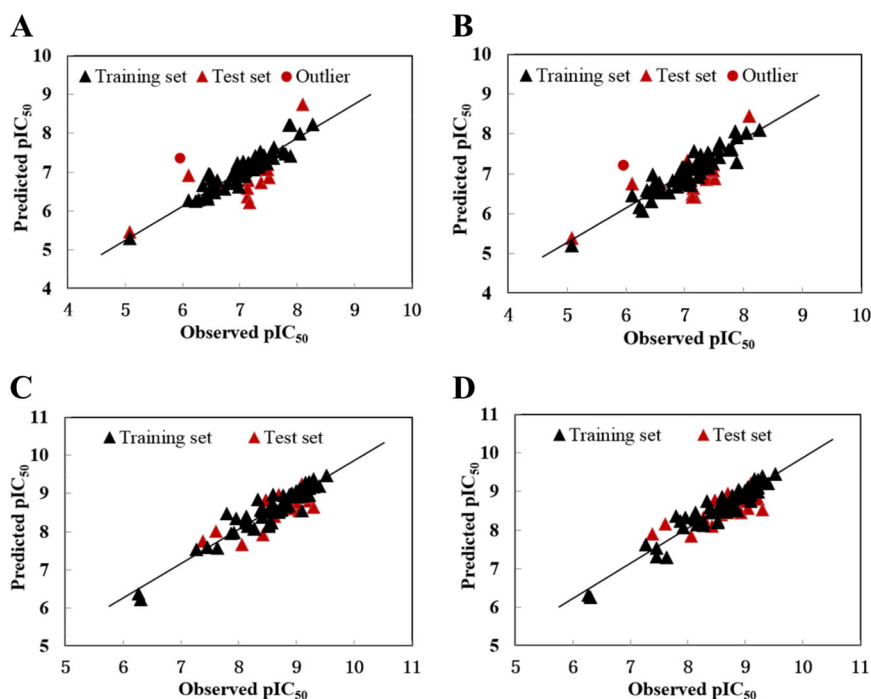 A
Predicted pIC50
10
9
8
7
6
5
4
Training set Test set Outlier
4 5 6 7 8 9 10
Observed pIC50
B
Predicted pIC50
10
9
8
7
6
5
4
Training set Test set Outlier
4 5 6 7 8 9 10
Observed pIC50
C
Predicted pIC50
11
10
9
8
7
6
5
Training set Test set
5 6 7 8 9 10 11
Observed pIC50
D
Predicted pIC50
11
10
9
8
7
6
5
Training set Test set
5 6 7 8 9 10 11
Observed pIC50